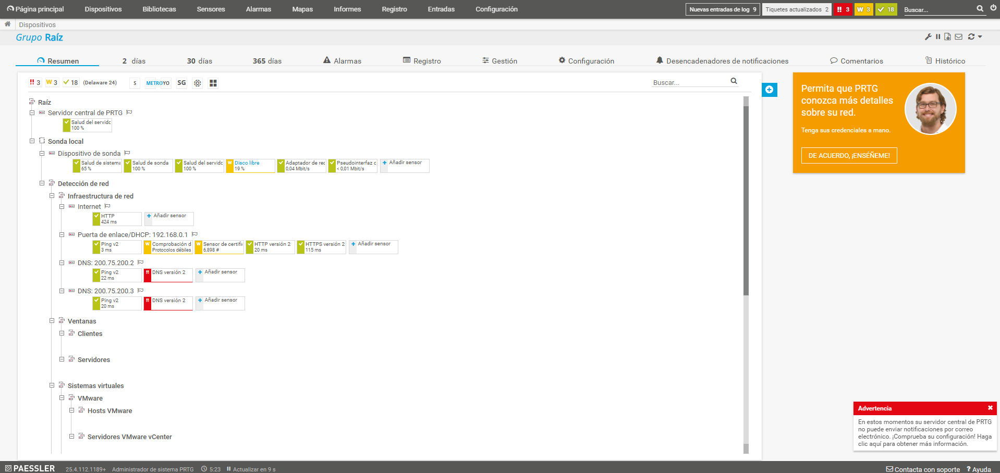 Página principal Dispositivos Bibliotecas Sensores Alarmas Mapas Informes Registro Entradas Configuración Nuevas entradas de log 9 Tiquetes actualizados 2 !! 3 W 3 18 Buscar...
Dispositivos
Grupo Raíz
Resumen 2 días 30 días 365 días Alarmas Registro Gestión Configuración Desencadenadores de notificaciones Comentarios Histórico
!! 3 W 3 18 (Delaware 24) S METROYO SG Buscar...
Raíz
Servidor central de PRTG
Salud del servidc
100 %
Sonda local
Dispositivo de sonda
Salud de sistema Salud de sonda Salud del servidc W Disco libre Adaptador de rec Pseudointerfaz c Añadir sensor
65 % 100 % 100 % 19 % 0,04 Mbit/s < 0,01 Mbit/s
Detección de red
Infraestructura de red
Internet
HTTP Añadir sensor
424 ms
Puerta de enlace/DHCP: 192.168.0.1
Ping v2 W Comprobación d W Sensor de certifi HTTP versión 2 HTTPS versión 2 Añadir sensor
3 ms Protocolos débiles 6,898 # 20 ms 115 ms
DNS: 200.75.200.2
Ping v2 !! DNS versión 2 Añadir sensor
22 ms
DNS: 200.75.200.3
Ping v2 !! DNS versión 2 Añadir sensor
20 ms
Ventanas
Clientes
Servidores
Sistemas virtuales
VMware
Hosts VMware
Servidores VMware vCenter
Permita que PRTG
conozca más detalles
sobre su red.
Tenga sus credenciales a mano.
DE ACUERDO, ¡ENSÉÑEME!
Advertencia
En estos momentos su servidor central de PRTG
no puede enviar notificaciones por correo
electrónico. ¡Comprueba su configuración! Haga
clic aquí para obtener más información.
PAESSLER 25.4.112.1189+ Administrador de sistema PRTG 5:23 Actualizar en 9 s Contacta con soporte ? Ayuda